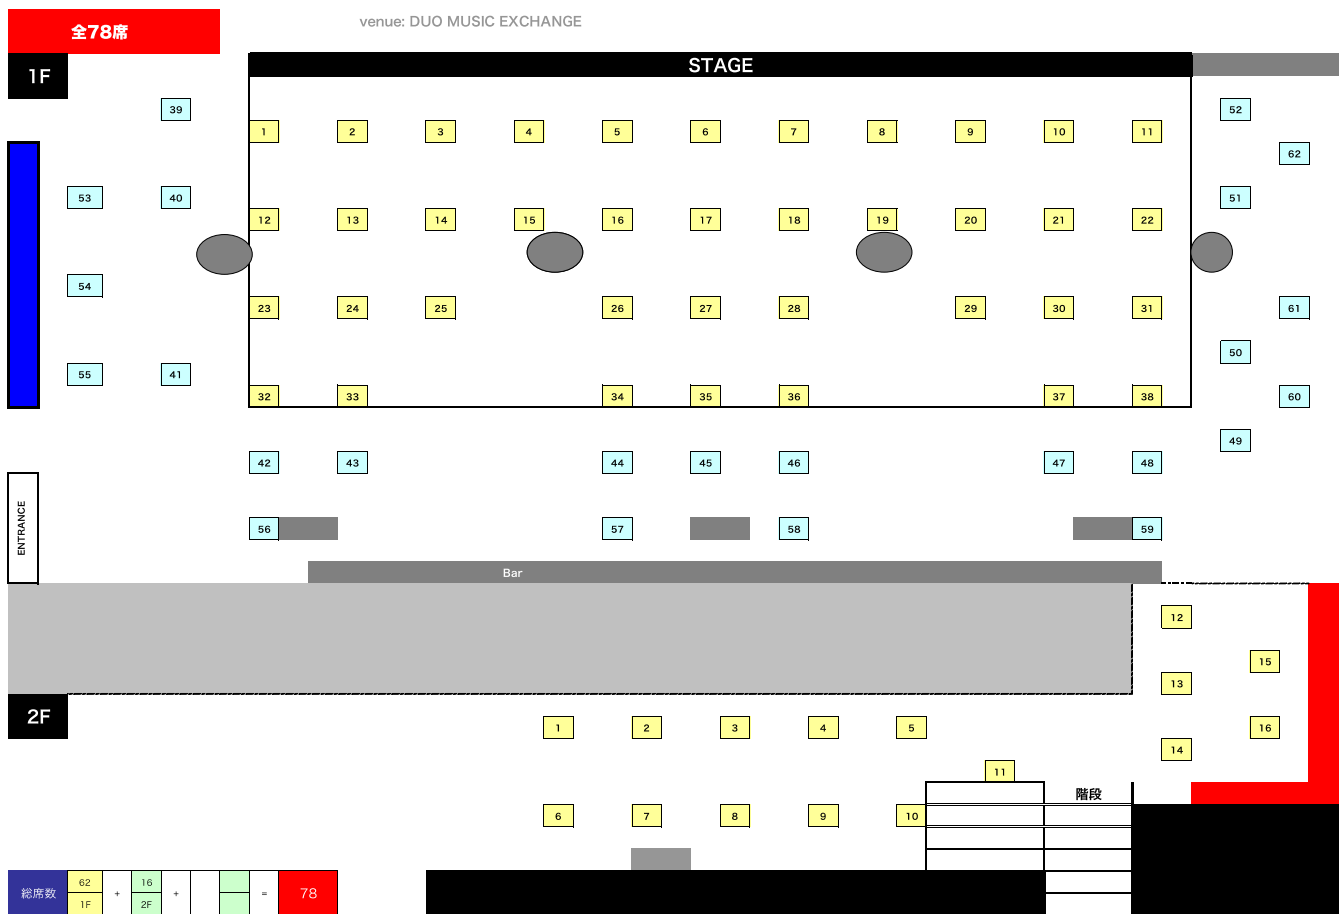 全78席
venue: DUO MUSIC EXCHANGE
1F
STAGE
39
52
1 2 3 4 5 6 7 8 9 10 11
62
53 40
51
12 13 14 15 16 17 18 19 20 21 22
54
23 24 25 26 27 28 29 30 31
61
50
55 41
32 33 34 35 36 37 38
60
49
42 43 44 45 46 47 48
ENTRANCE
56 57 58 59
Bar
12
15
13
2F
1 2 3 4 5
16
14
11
階段
6 7 8 9 10
総席数 62 + 16 + = 78
1F 2F